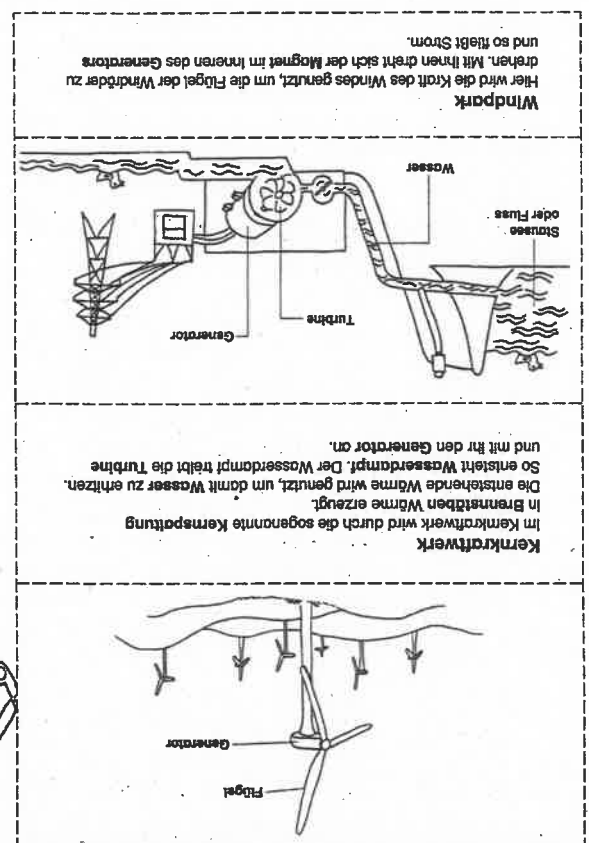 Flügel
Generator
Kernkraftwerk
Im Kernkraftwerk wird durch die sogenannte Kernspaltung
in Brennstäben Wärme erzeugt.
Die entstehende Wärme wird genutzt, um damit Wasser zu erhitzen.
So entsteht Wasserdampf. Der Wasserdampf treibt die Turbine
und mit ihr den Generator an.
Generator
Turbine
Stausee
oder Fluss
Wasser
Windpark
Hier wird die Kraft des Windes genutzt, um die Flügel der Windräder zu
drehen. Mit ihnen dreht sich der Magnet im Inneren des Generators
und so fließt Strom.